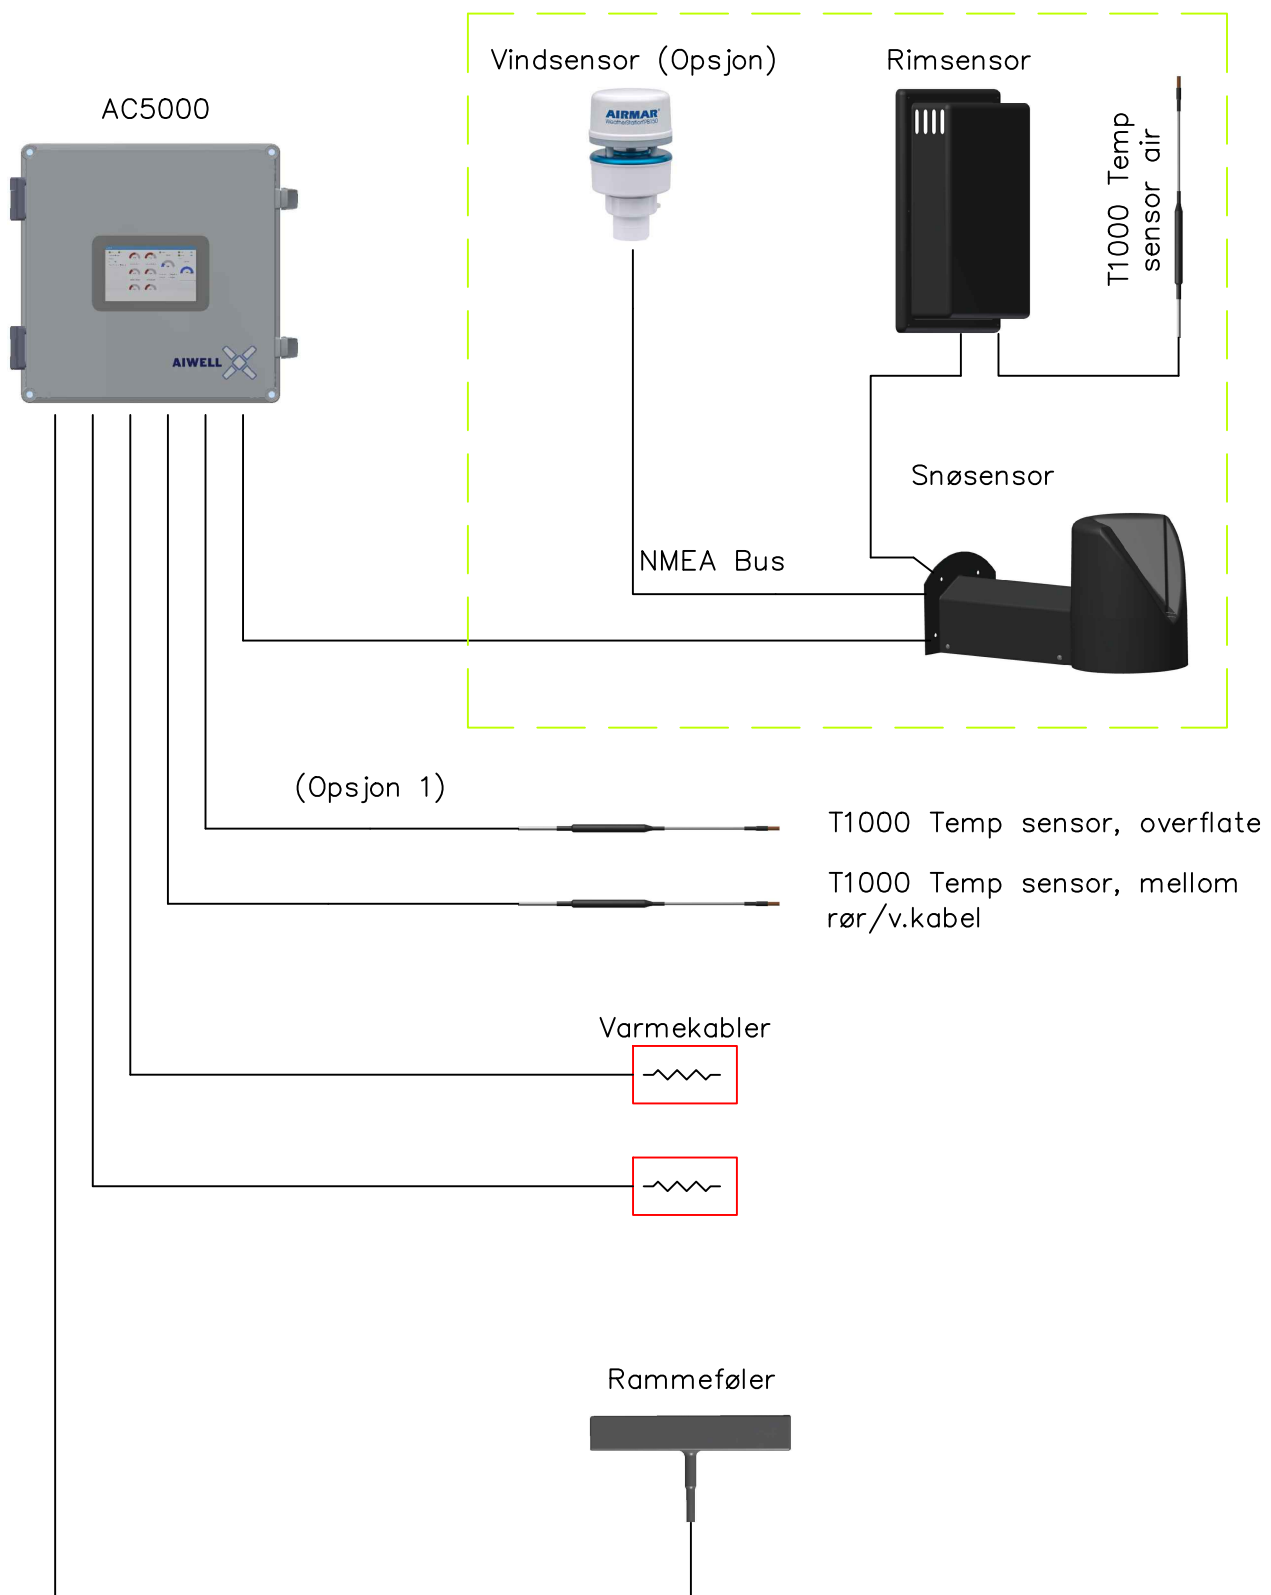 Vindsensor (Opsjon)
Rimsensor
AC5000
AIRMAR
T1000 Temp
sensor air
AIWELL
Snøsensor
NMEA Bus
(Opsjon 1)
T1000 Temp sensor, overflate
T1000 Temp sensor, mellom
rør/v.kabel
Varmekabler
Rammeføler